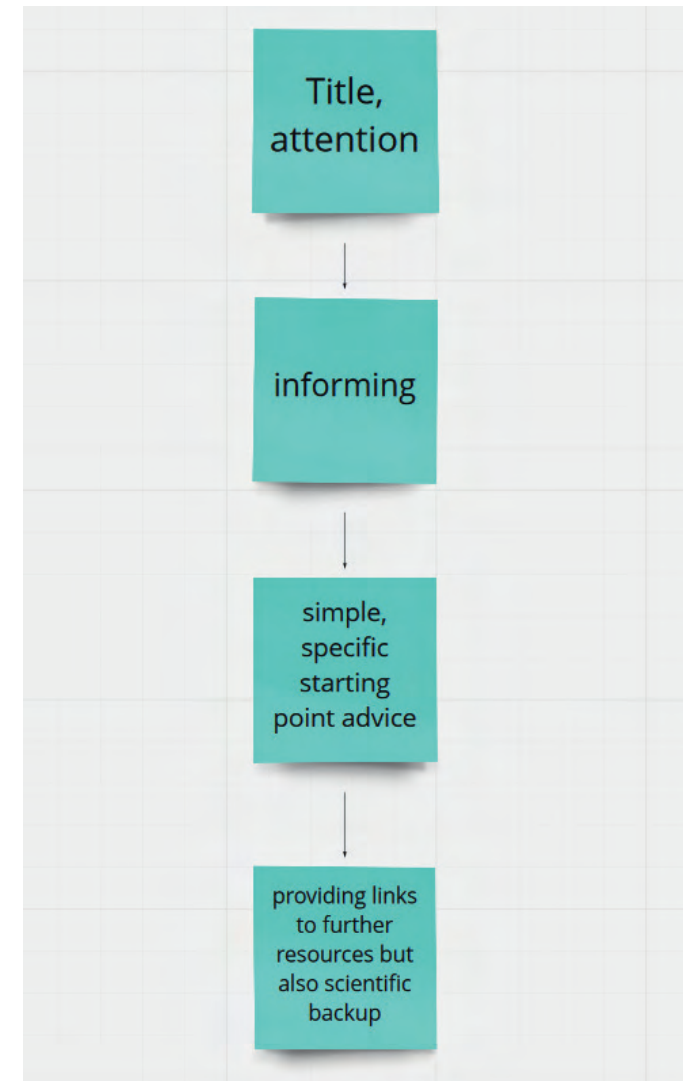 Title,
attention
informing
simple,
specific
starting
point advice
providing links
to further
resources but
also scientific
backup